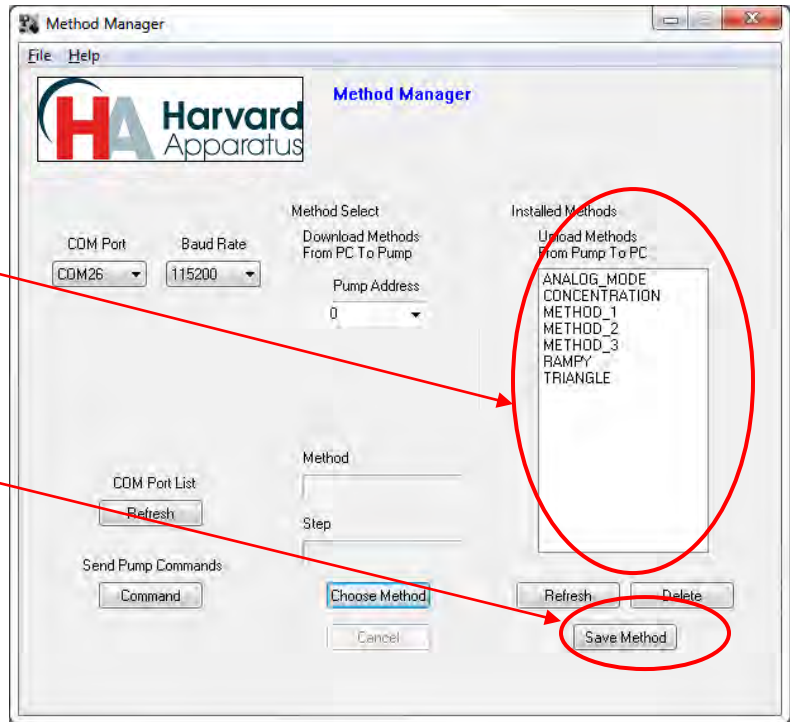 Method Manager
File Help
HA Harvard
Apparatus
Method Manager
COM Port
COM26
Baud Rate
115200
Method Select
Download Methods
From PC To Pump
Pump Address
0
Installed Methods
Upload Methods
From Pump To PC
ANALOG_MODE
CONCENTRATION
METHOD_1
METHOD_2
METHOD_3
RAMPY
TRIANGLE
COM Port List
Refresh
Send Pump Commands
Command
Method
Step
Choose Method
Cancel
Refresh Delete
Save Method